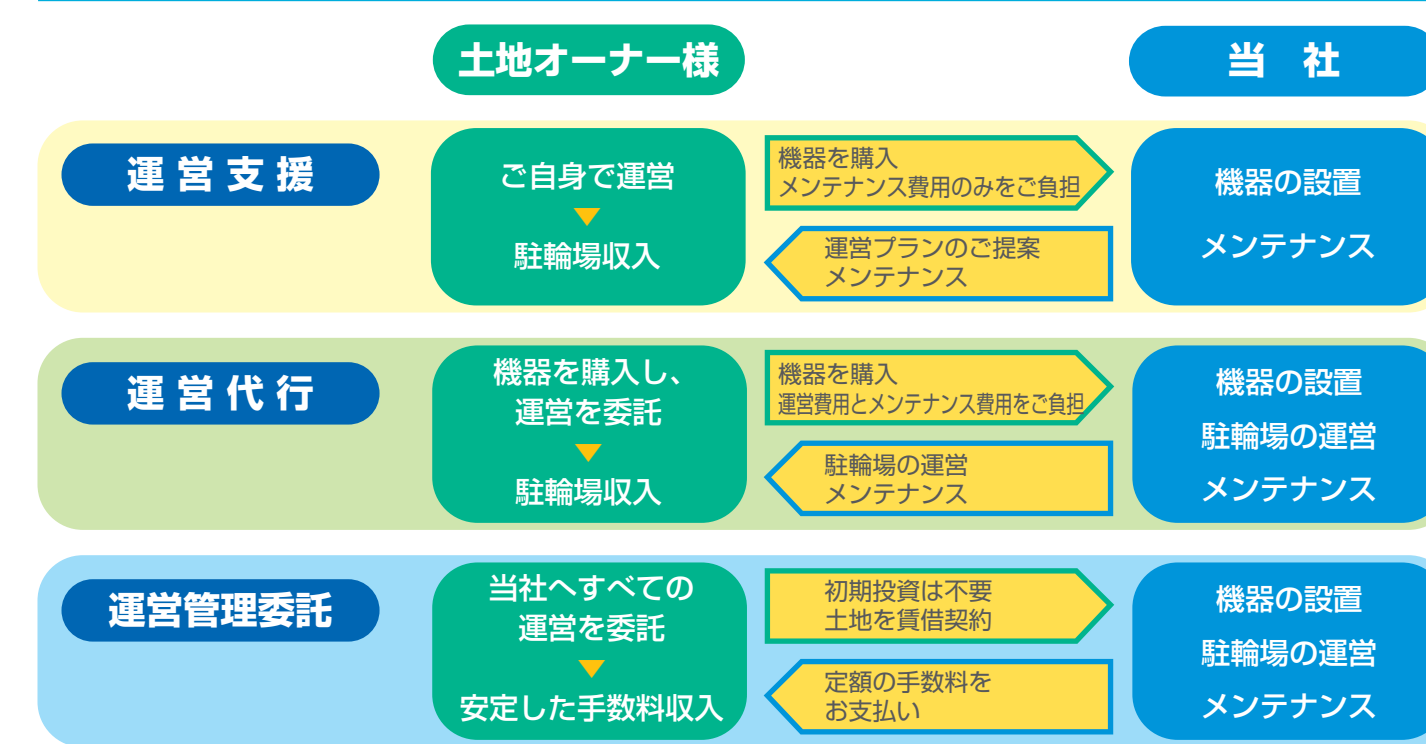 土地オーナー様
当 社
運営支援
ご自身で運営
駐輪場収入
機器を購入
メンテナンス費用のみをご負担
運営プランのご提案
メンテナンス
機器の設置
メンテナンス
運営代行
機器を購入し、
運営を委託
駐輪場収入
機器を購入
運営費用とメンテナンス費用をご負担
駐輪場の運営
メンテナンス
機器の設置
駐輪場の運営
メンテナンス
運営管理委託
当社へすべての
運営を委託
安定した手数料収入
初期投資は不要
土地を賃借契約
定額の手数料を
お支払い
機器の設置
駐輪場の運営
メンテナンス